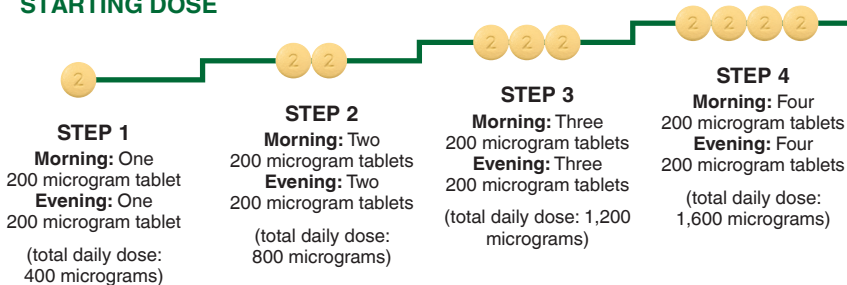 STARTING DOSE
2
2 2
2 2 2
2 2 2 2
STEP 1
Morning: One
200 microgram tablet
Evening: One
200 microgram tablet
(total daily dose:
400 micrograms)
STEP 2
Morning: Two
200 microgram tablets
Evening: Two
200 microgram tablets
(total daily dose:
800 micrograms)
STEP 3
Morning: Three
200 microgram tablets
Evening: Three
200 microgram tablets
(total daily dose: 1,200
micrograms)
STEP 4
Morning: Four
200 microgram tablets
Evening: Four
200 microgram tablets
(total daily dose:
1,600 micrograms)